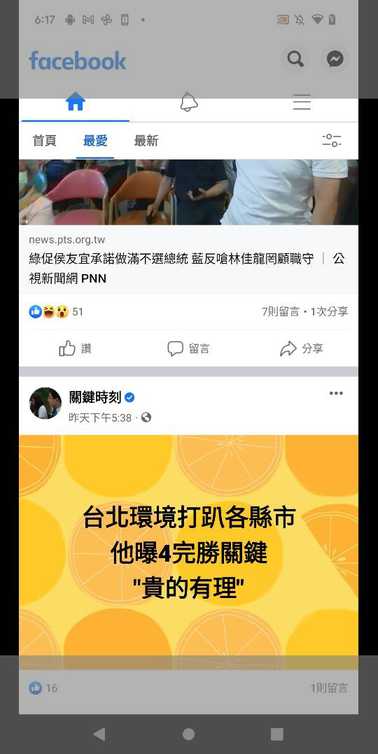 6:17
facebook
首頁 最愛 最新
news.pts.org.tw
綠促侯友宜承諾做滿不選總統 藍反嗆林佳龍罔顧職守 ｜ 公
視新聞網 PNN
51 7則留言・1次分享
讚 留言 分享
關鍵時刻
昨天下午5:38 ·
台北環境打趴各縣市
他曝4完勝關鍵
"貴的有理"
16 1則留言